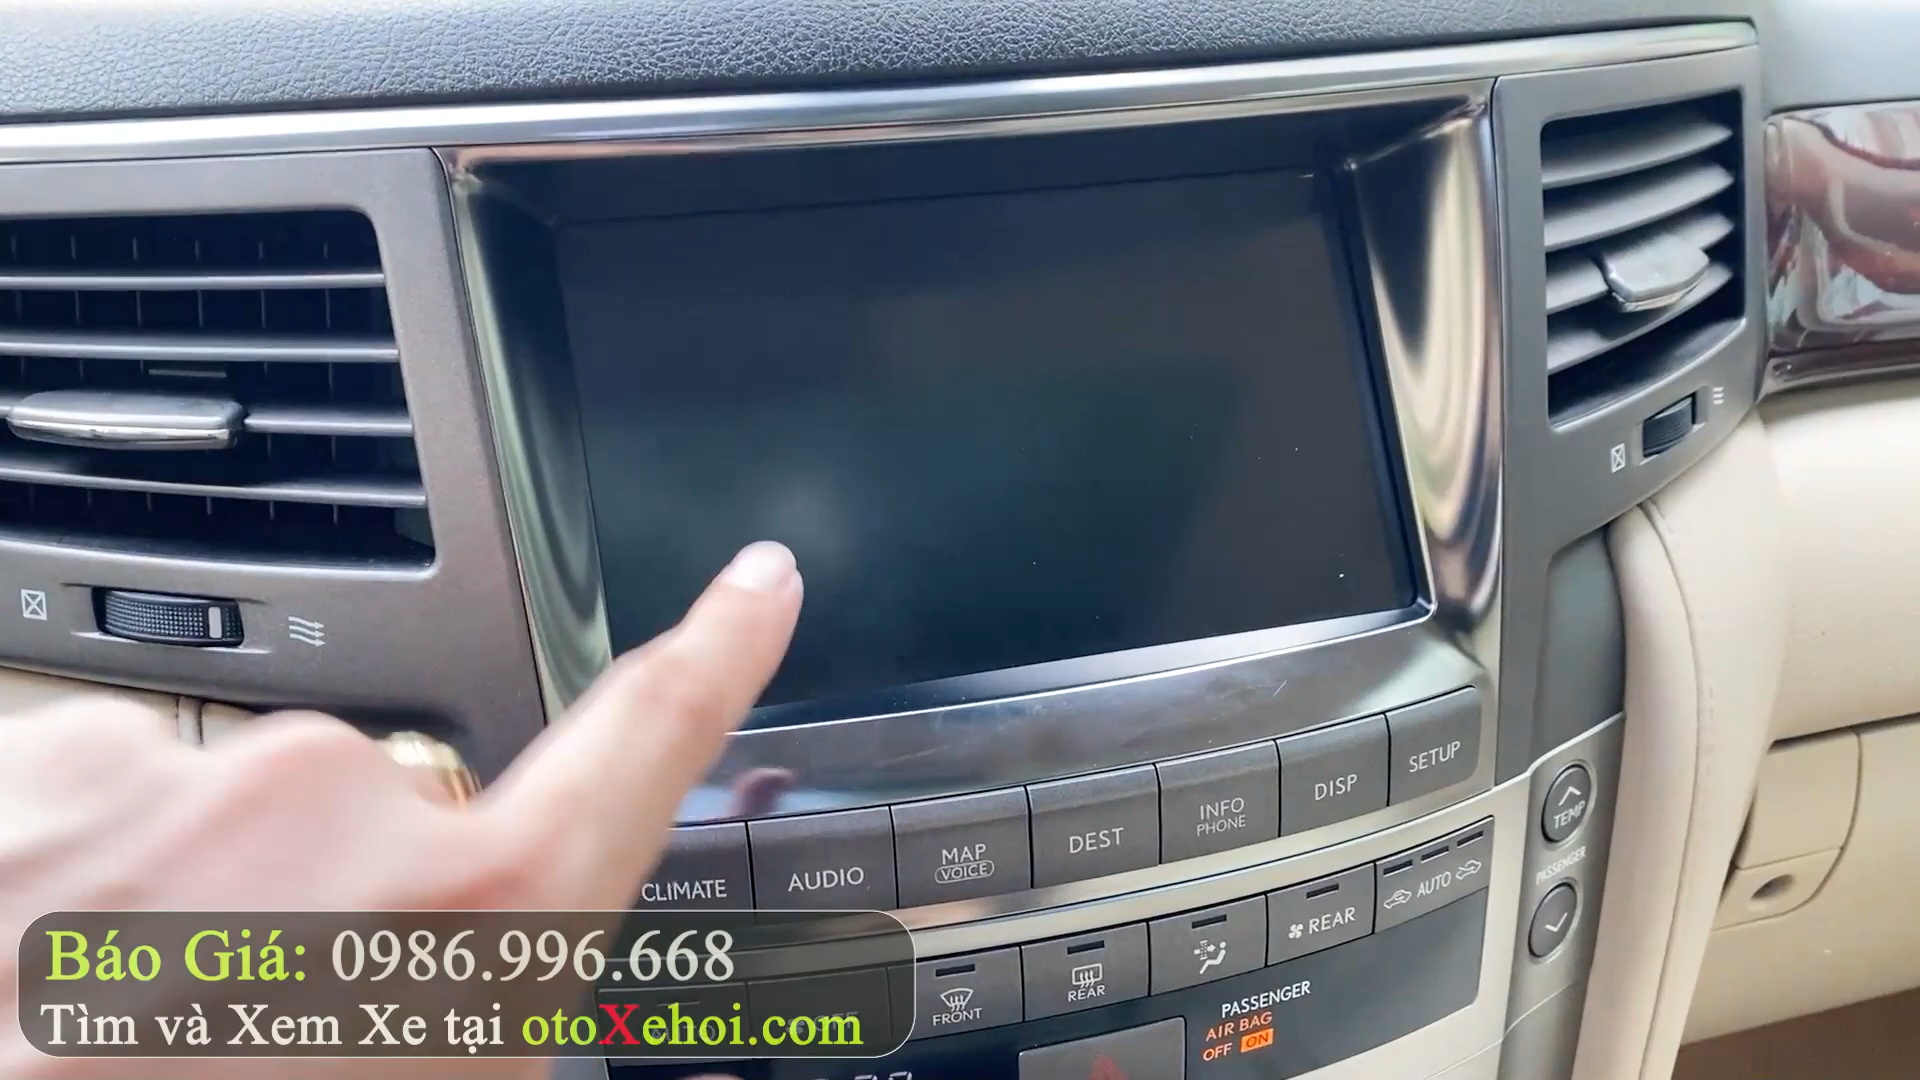 SETUP
DISP
INFO
PHONE
DEST
MAP
VOICE
AUDIO
CLIMATE
TEMP
PASSENGER
AUTO
REAR
REAR
FRONT
OFF
PASSENGER
AIR BAG
OFF ON
Báo Giá: 0986.996.668
Tìm và Xem Xe tại otoXehoi.com